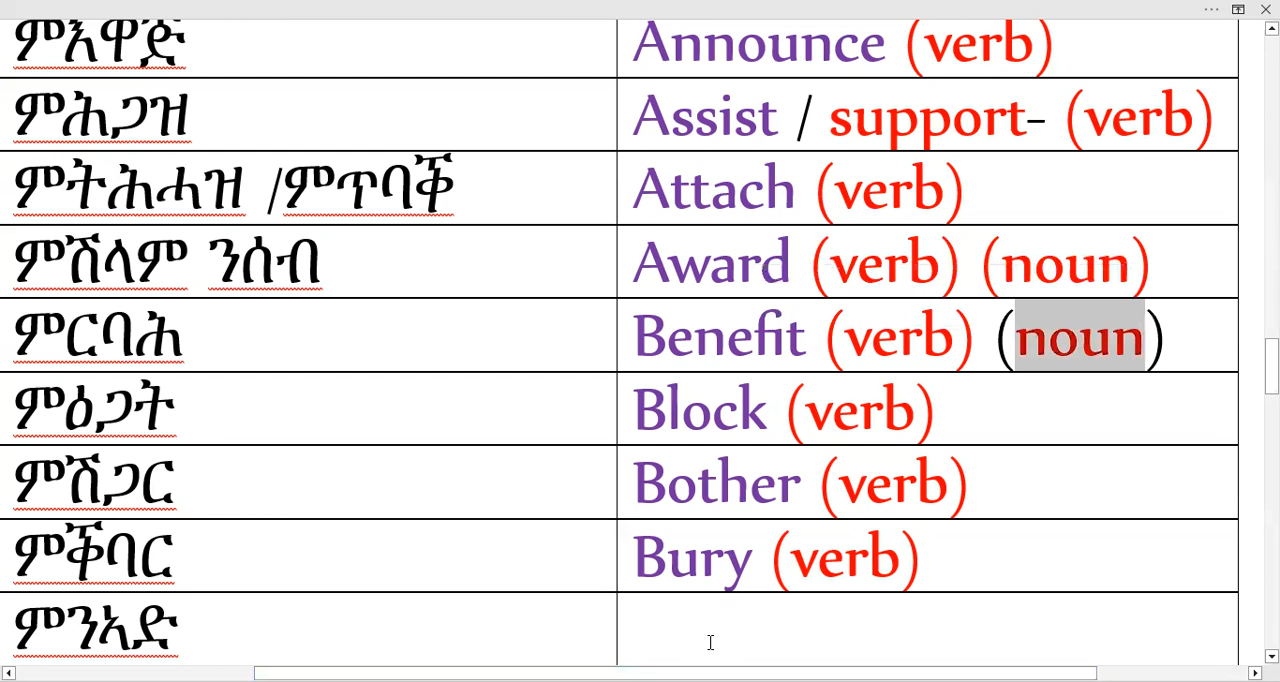 ምእዋጅ Announce (verb)
ምሕጋዝ Assist / support- (verb)
ምትሕሓዝ /ምጥባቕ Attach (verb)
ምሽላም ንሰብ Award (verb) (noun)
ምርባሕ Benefit (verb) (noun)
ምዕጋት Block (verb)
ምሽጋር Bother (verb)
ምቕባር Bury (verb)
ምንኣድ